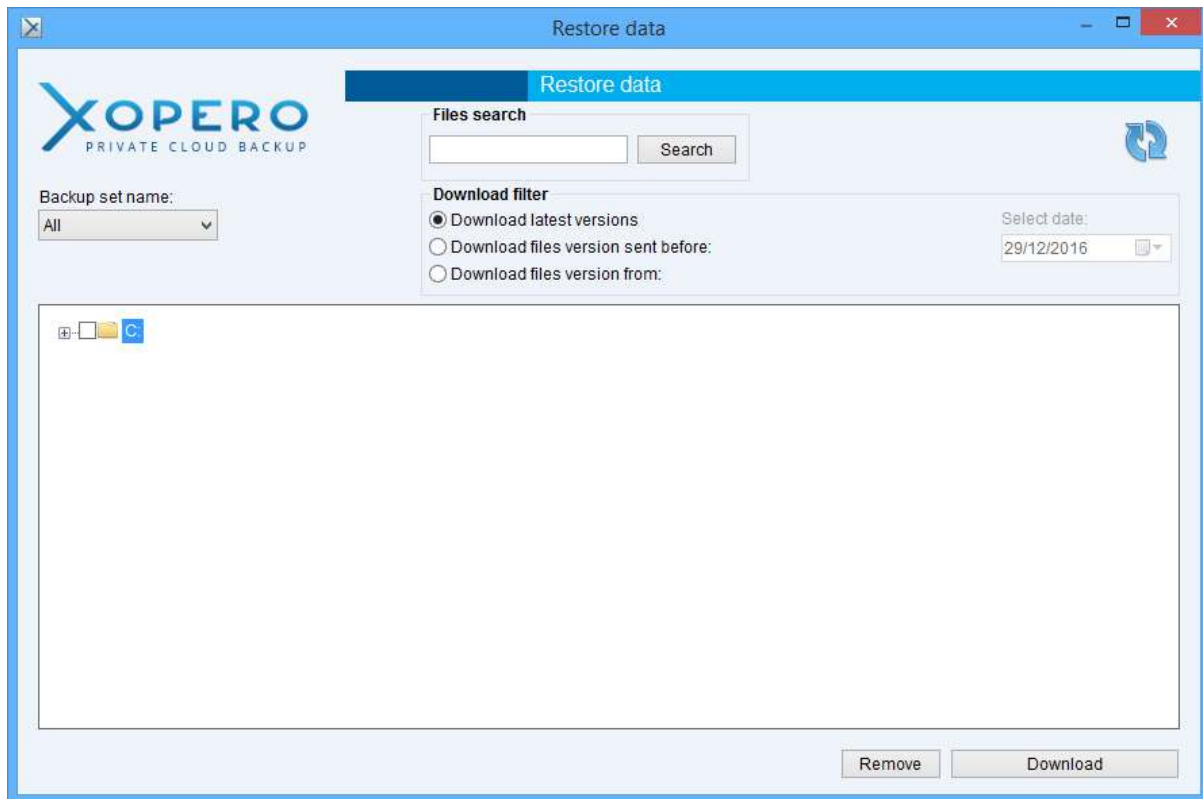 Restore data
Restore data
XOPERO
PRIVATE CLOUD BACKUP
Files search
Search
Backup set name:
All
Download filter
Download latest versions
Download files version sent before:
Download files version from:
Select date:
29/12/2016
C:
Remove
Download